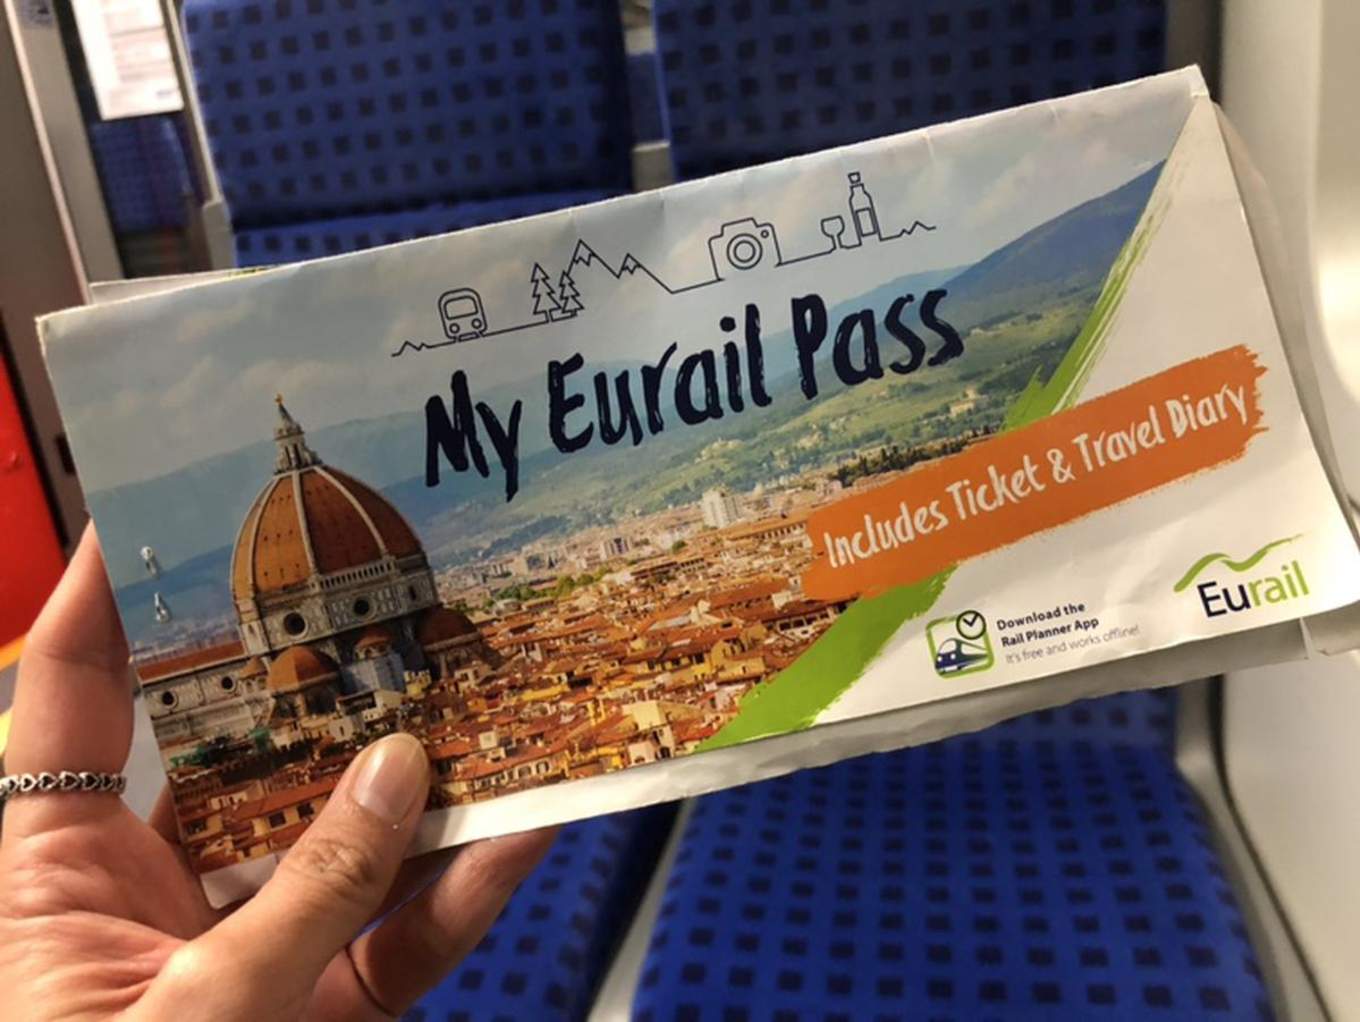 My Eurail Pass
Includes Ticket & Travel Diary
Download the
Rail Planner App
It's free and works offline!
Eurail